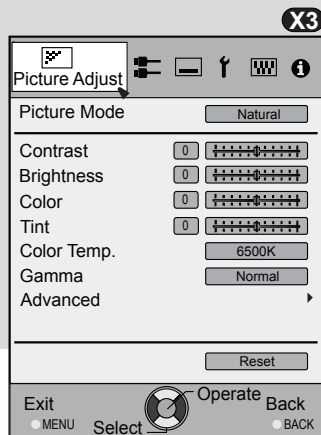 X3
Picture Adjust
Picture Mode Natural
Contrast 0
Brightness 0
Color 0
Tint 0
Color Temp. 6500K
Gamma Normal
Advanced
Reset
Exit Operate Back
MENU Select BACK